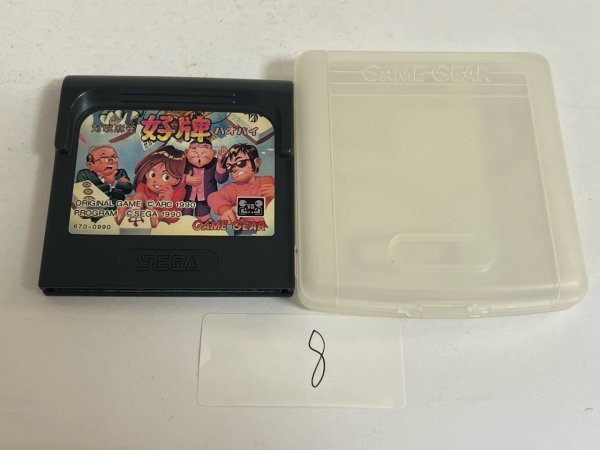 対戦麻雀
好牌
ハオパイ
ORIGINAL GAME ©ARC 1990
PROGRAM ©SEGA 1990
670-0990
GAME GEAR
SEGA
GAME GEAR
8